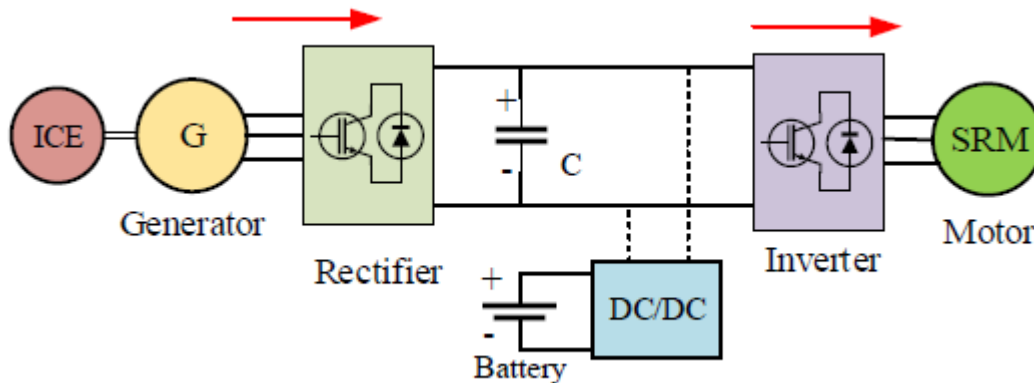 ICE
G
Generator
Rectifier
+
-
C
+
-
Battery
DC/DC
Inverter
SRM
Motor